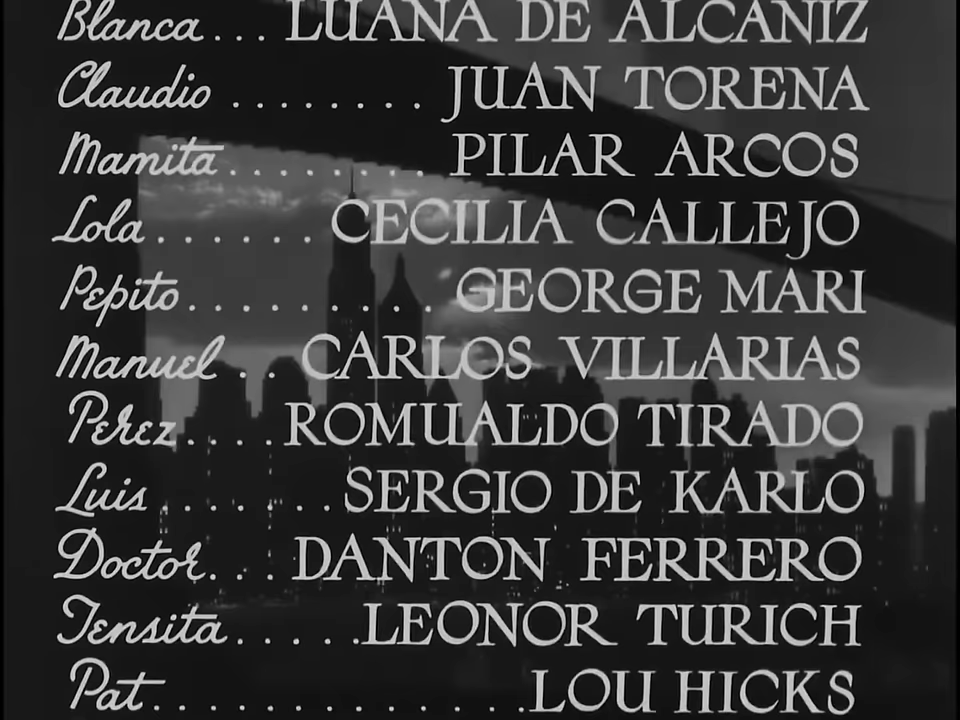 Blanca... LUANA DE ALCANIZ
Claudio ........ JUAN TORENA
Mamita ........ PILAR ARCOS
Lola ....... CECILIA CALLEJO
Pepito......... GEORGE MARI
Manuel .. CARLOS VILLARIAS
Perez.... ROMUALDO TIRADO
Luis .......SERGIO DE KARLO
Doctor... DANTON FERRERO
Tensita .....LEONOR TURICH
Pat..............LOU HICKS